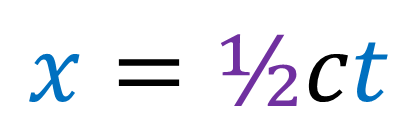 x = ½ct